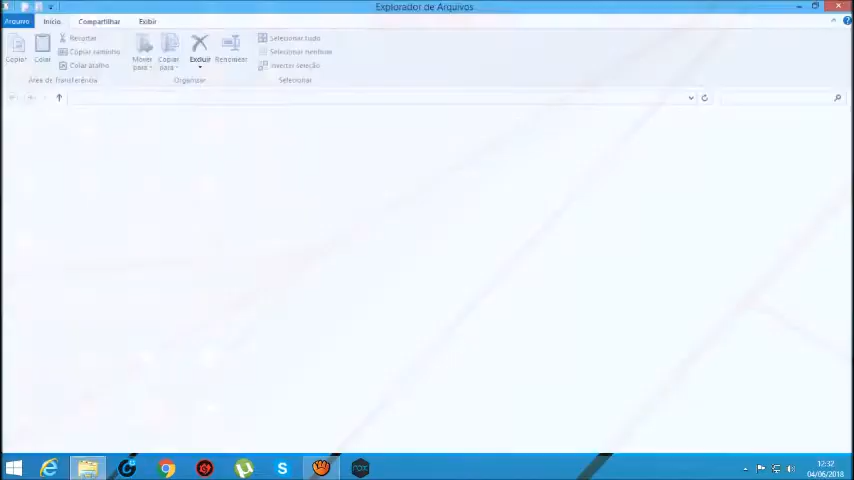 Explorador de Arquivos
Arquivo Início Compartilhar Exibir
Copiar Colar Recortar Copiar caminho Colar atalho
Mover para Copiar para Excluir Renomear
Selecionar tudo
Selecionar nenhum
Inverter seleção
Área de Transferência Organizar Selecionar
nox
12:32
04/06/2018